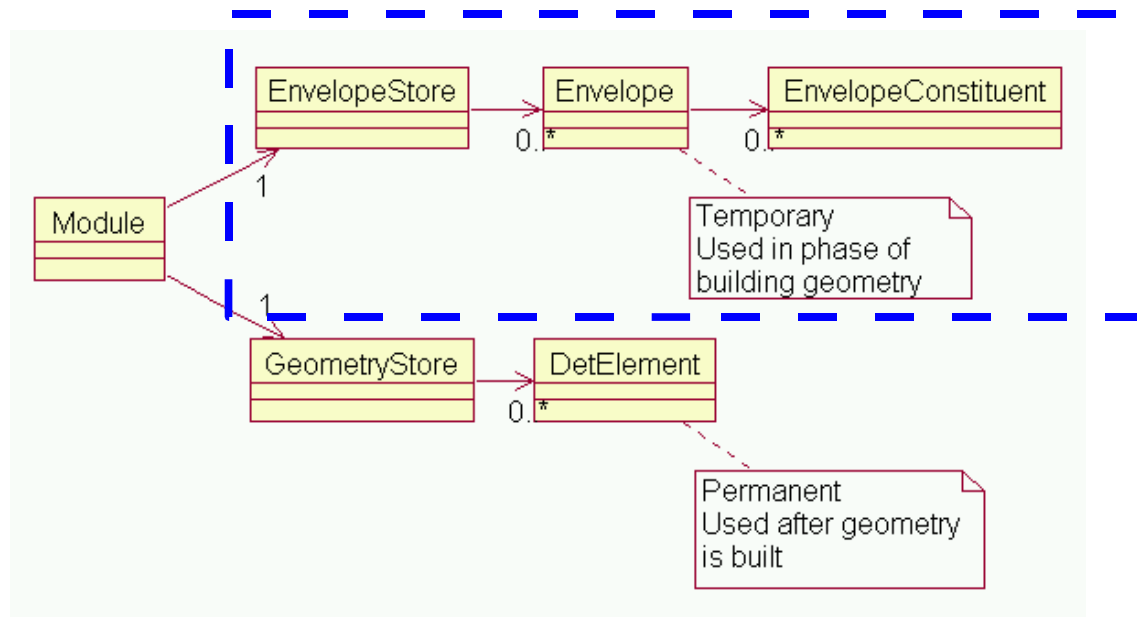 EnvelopeStore
Envelope
EnvelopeConstituent
0..*
0..*
1
Module
Temporary
Used in phase of
building geometry
1
GeometryStore
DetElement
0..*
Permanent
Used after geometry
is built